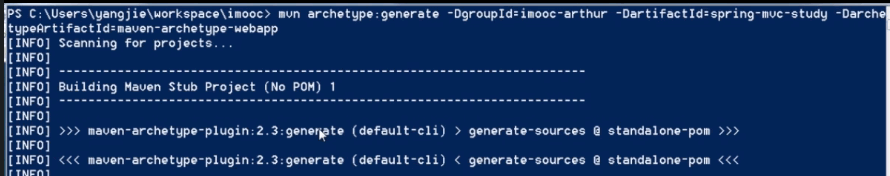 PS C:\Users\yangjie\workspace\imooc> mvn archetype:generate -DgroupId=imooc-arthur -DartifactId=spring-mvc-study -Darche
typeArtifactId=maven-archetype-webapp
[INFO] Scanning for projects...
[INFO]
[INFO] ------------------------------------------------------------------------
[INFO] Building Maven Stub Project (No POM) 1
[INFO] ------------------------------------------------------------------------
[INFO]
[INFO] >>> maven-archetype-plugin:2.3:generate (default-cli) > generate-sources @ standalone-pom >>>
[INFO]
[INFO] <<< maven-archetype-plugin:2.3:generate (default-cli) < generate-sources @ standalone-pom <<<
[INFO]